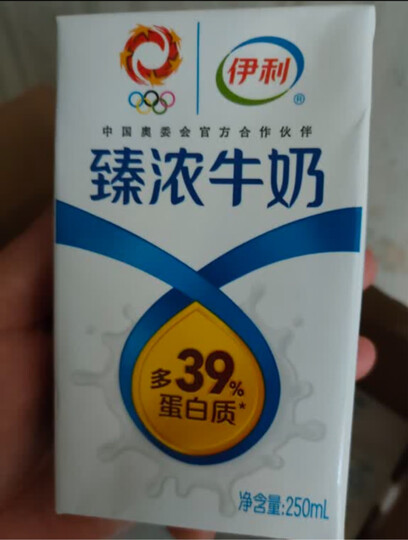 伊利
®
中国奥委会官方合作伙伴
臻浓牛奶
多39%
蛋白质*
净含量:250mL